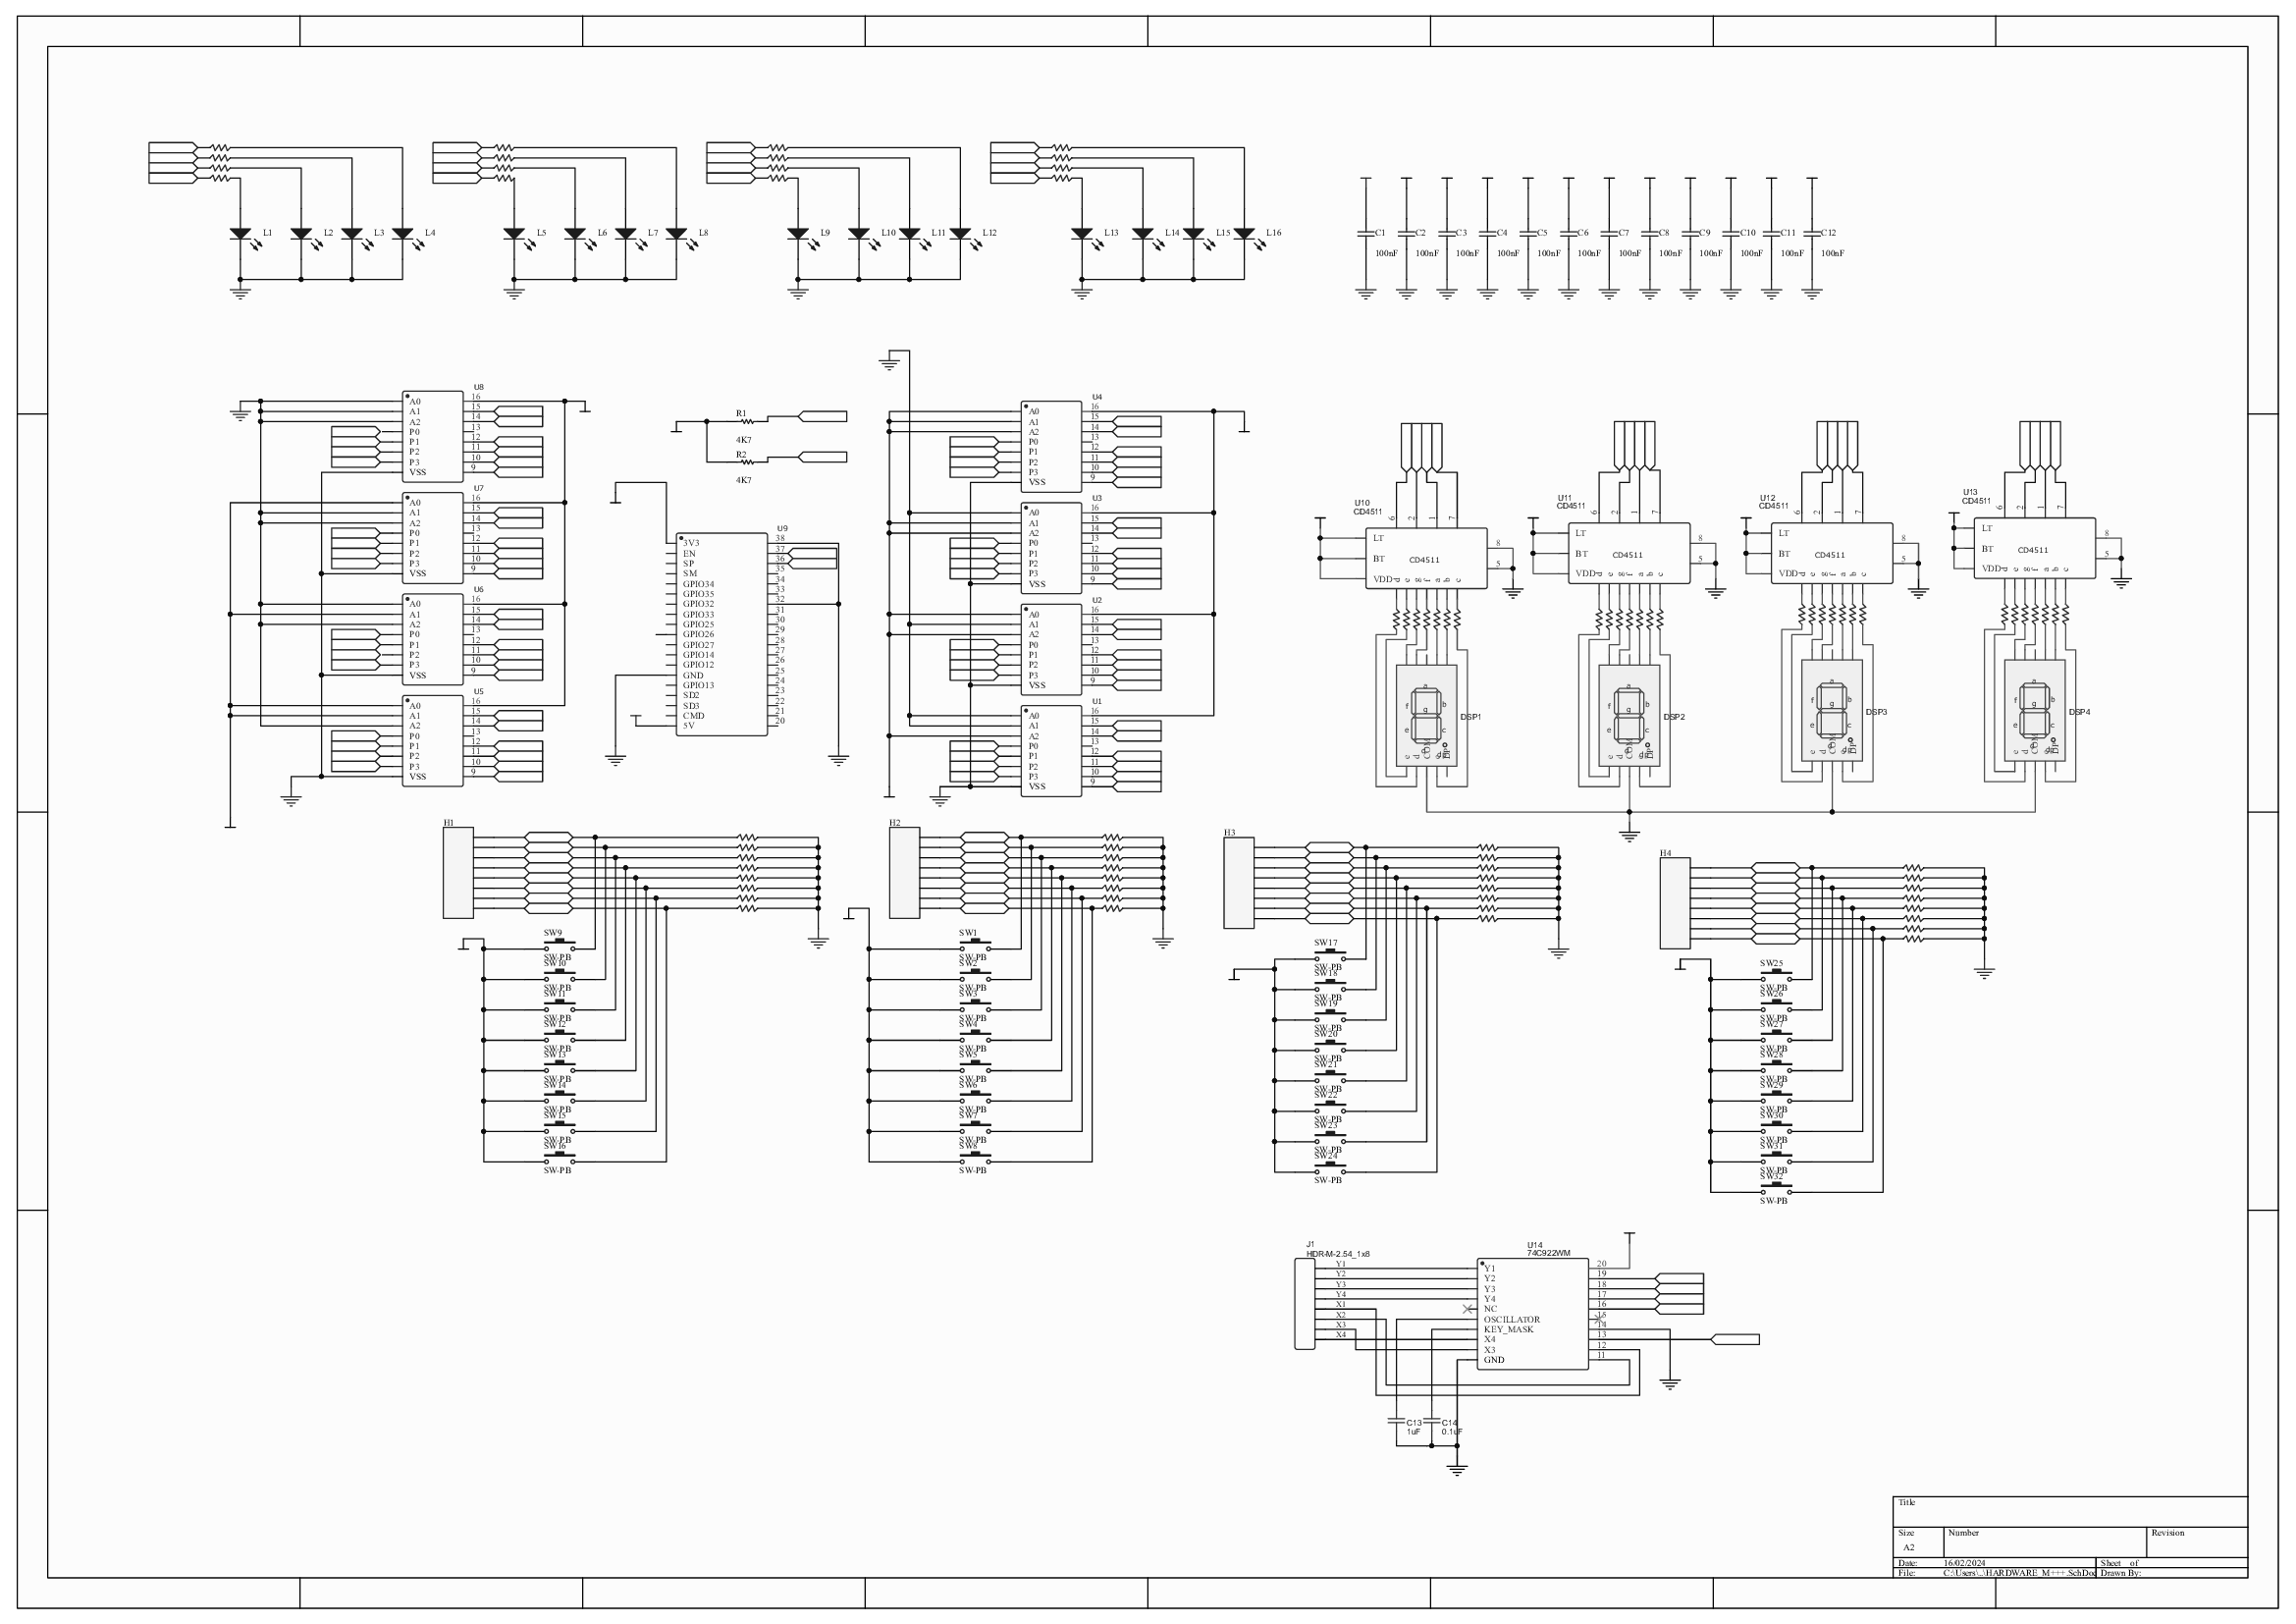 L1 L2 L3 L4 L5 L6 L7 L8 L9 L10 L11 L12 L13 L14 L15 L16
C1 C2 C3 C4 C5 C6 C7 C8 C9 C10 C11 C12
100nF 100nF 100nF 100nF 100nF 100nF 100nF 100nF 100nF 100nF 100nF 100nF
U8
A0 16
A1 15
A2 14
P0 13
P1 12
P2 11
P3 10
VSS 9
U7
A0 16
A1 15
A2 14
P0 13
P1 12
P2 11
P3 10
VSS 9
U6
A0 16
A1 15
A2 14
P0 13
P1 12
P2 11
P3 10
VSS 9
U5
A0 16
A1 15
A2 14
P0 13
P1 12
P2 11
P3 10
VSS 9
R1
4K7
R2
4K7
U9
3V3 38
EN 37
SP 36
SM 35
GPIO34 34
GPIO35 33
GPIO32 32
GPIO33 31
GPIO25 30
GPIO26 29
GPIO27 28
GPIO14 27
GPIO12 26
GND 25
GPIO13 24
SD2 23
SD3 22
CMD 21
5V 20
U4
A0 16
A1 15
A2 14
P0 13
P1 12
P2 11
P3 10
VSS 9
U3
A0 16
A1 15
A2 14
P0 13
P1 12
P2 11
P3 10
VSS 9
U2
A0 16
A1 15
A2 14
P0 13
P1 12
P2 11
P3 10
VSS 9
U1
A0 16
A1 15
A2 14
P0 13
P1 12
P2 11
P3 10
VSS 9
U10
CD4511
6 2 1 7
LT 8
BT CD4511 5
VDD d e g f a b c
U11
CD4511
6 2 1 7
LT 8
BT CD4511 5
VDD d e g f a b c
U12
CD4511
6 2 1 7
LT 8
BT CD4511 5
VDD d e g f a b c
U13
CD4511
6 2 1 7
LT 8
BT CD4511 5
VDD d e g f a b c
a
f b
g
e c
DSP1
a
f b
g
e c
DSP2
a
f b
g
e c
DSP3
a
f b
g
e c
DSP4
H1
SW9
SW-PB
SW10
SW-PB
SW11
SW-PB
SW12
SW-PB
SW13
SW-PB
SW14
SW-PB
SW15
SW-PB
SW16
SW-PB
H2
SW1
SW-PB
SW2
SW-PB
SW3
SW-PB
SW4
SW-PB
SW5
SW-PB
SW6
SW-PB
SW7
SW-PB
SW8
SW-PB
H3
SW17
SW-PB
SW18
SW-PB
SW19
SW-PB
SW20
SW-PB
SW21
SW-PB
SW22
SW-PB
SW23
SW-PB
SW24
SW-PB
H4
SW25
SW-PB
SW26
SW-PB
SW27
SW-PB
SW28
SW-PB
SW29
SW-PB
SW30
SW-PB
SW31
SW-PB
SW32
SW-PB
J1
HDR-M-2.54_1x8
Y1
Y2
Y3
Y4
X1
X2
X3
X4
U14
74C922WM
Y1 20
Y2 19
Y3 18
Y4 17
NC 16
OSCILLATOR 15
KEY_MASK 14
X4 13
X3 12
GND 11
C13
1uF
C14
0.1uF
Title
Size Number Revision
A2
Date: 16/02/2024 Sheet of
File: C:\Users\..\HARDWARE_M+++.SchDoc Drawn By: